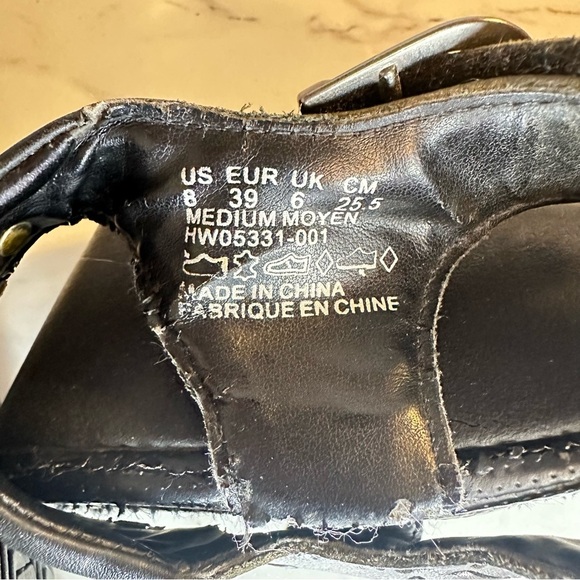 US EUR UK CM
8 39 6 25.5
MEDIUM MOYEN
HW05331-001
MADE IN CHINA
FABRIQUE EN CHINE